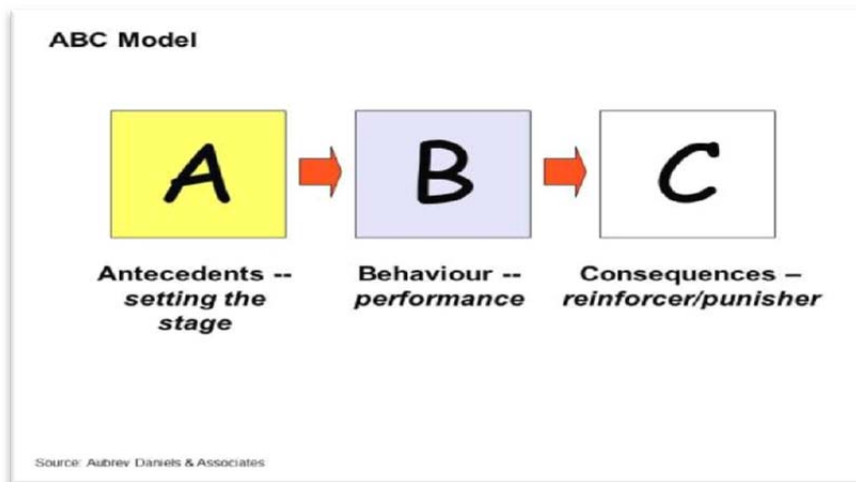 ABC Model
A
B
C
Antecedents --
setting the
stage
Behaviour --
performance
Consequences –
reinforcer/punisher
Source: Aubrey Daniels & Associates